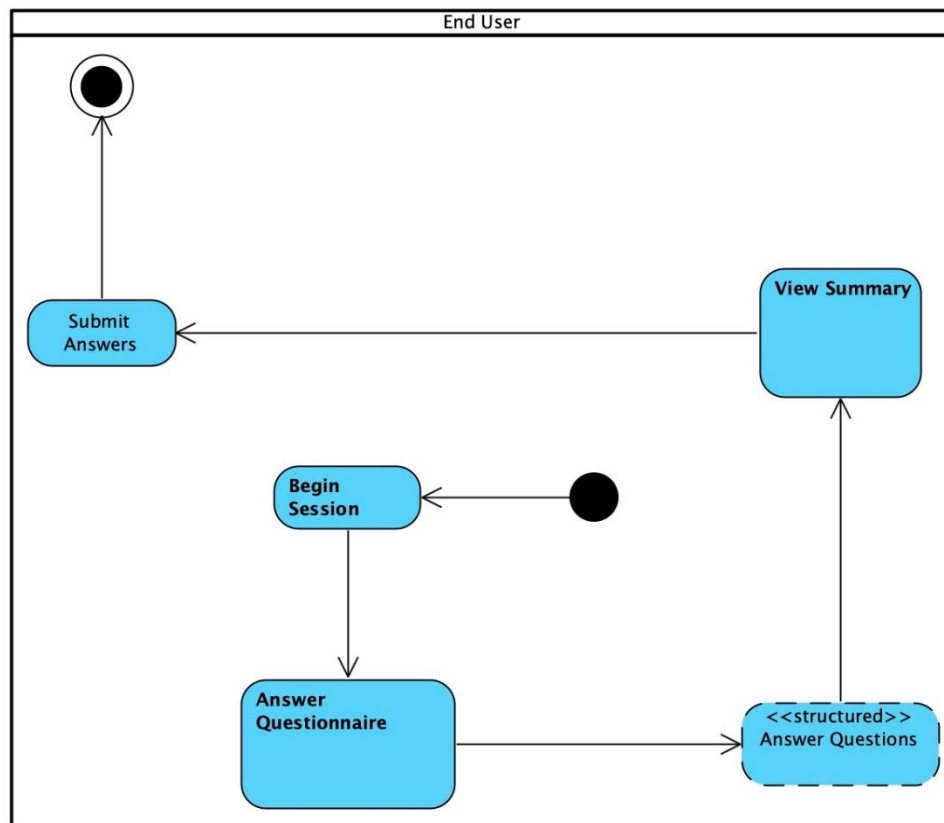 End User
View Summary
Submit
Answers
Begin
Session
Answer
Questionnaire
<<structured>>
Answer Questions